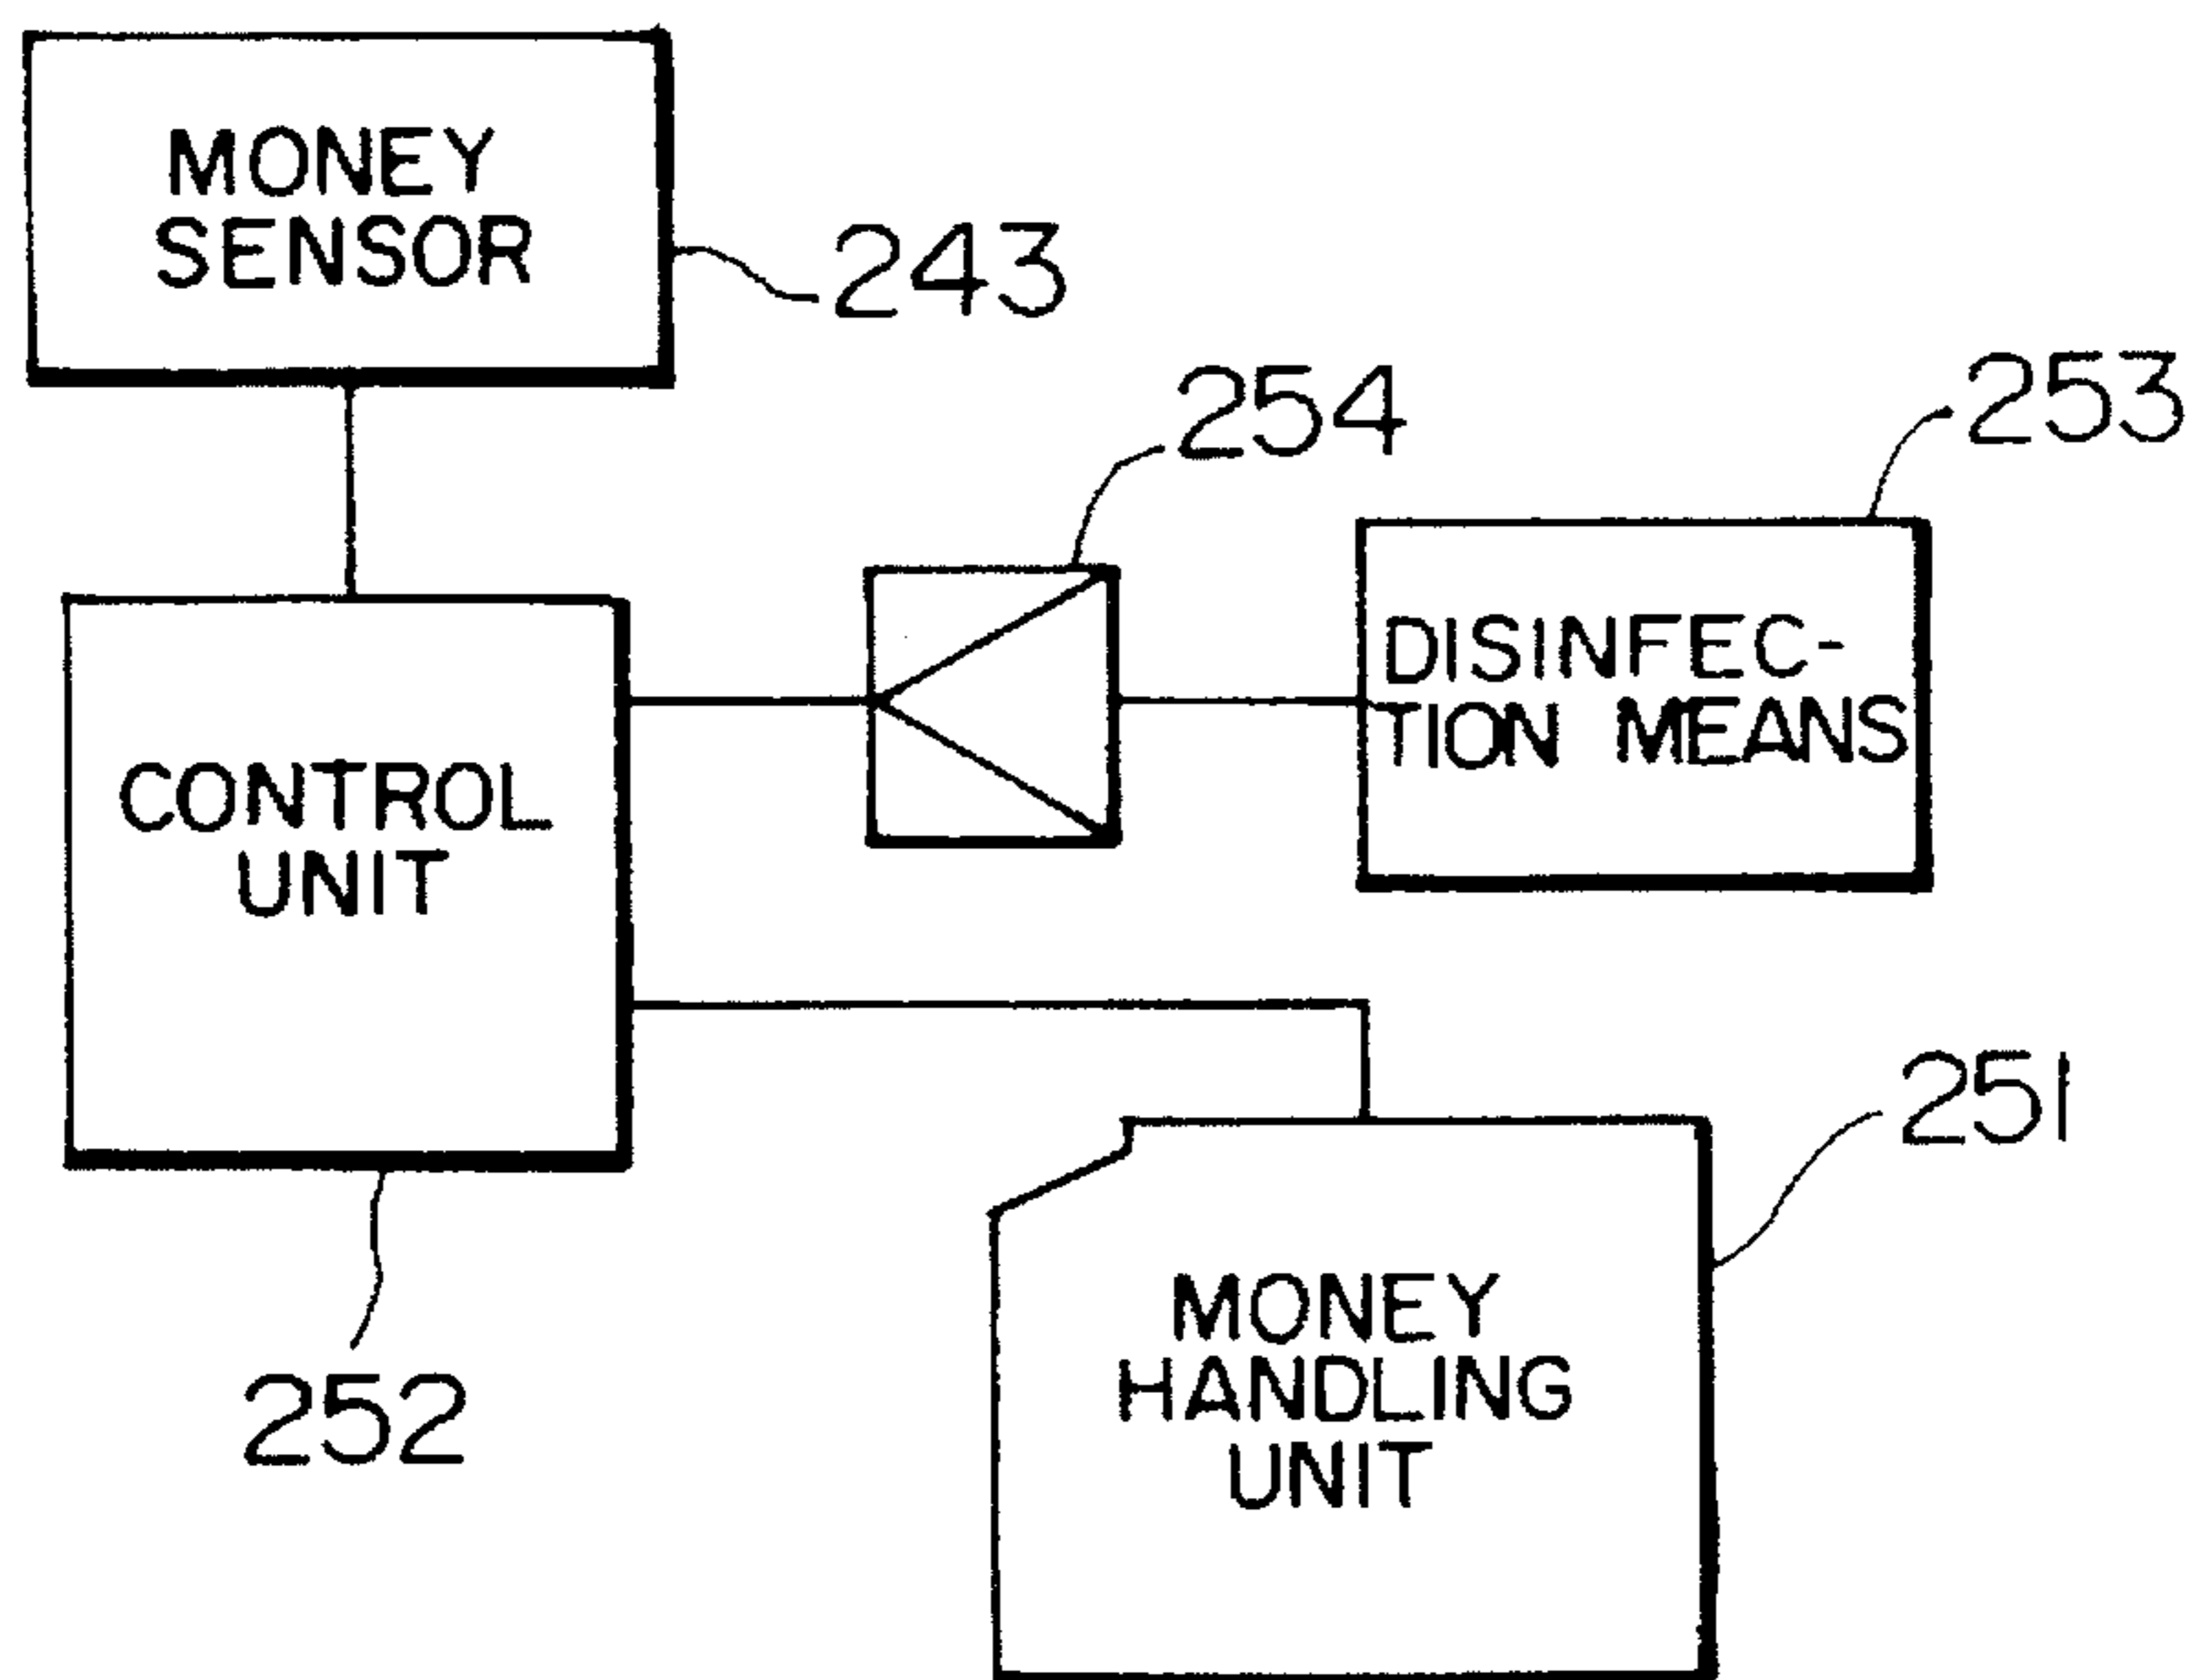 MONEY
SENSOR
243
254
253
DISINFEC-
TION MEANS
CONTROL
UNIT
251
252
MONEY
HANDLING
UNIT